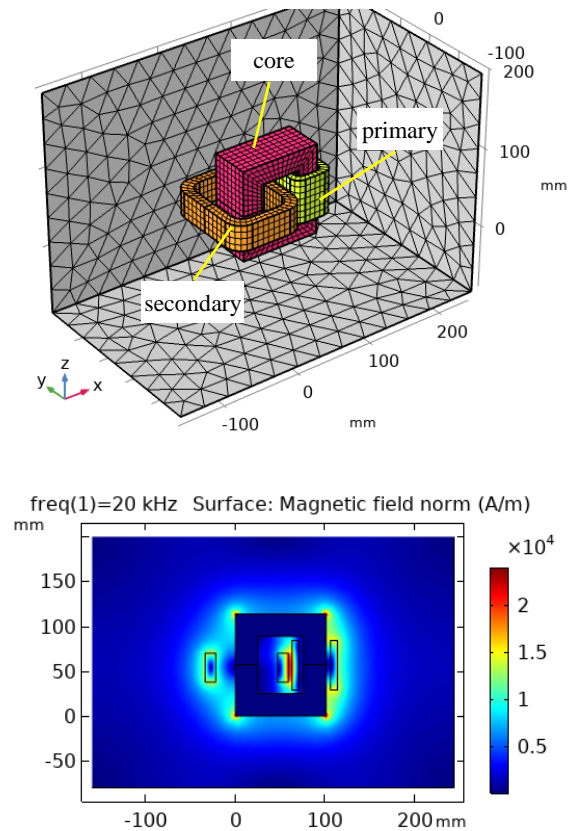 core
primary
secondary
0
-100
200
100
mm
0
200
100
mm
0
-100
y z x
freq(1)=20 kHz Surface: Magnetic field norm (A/m)
mm
×10⁴
150
100
50
0
-50
2
1.5
1
0.5
-100 0 100 200 mm